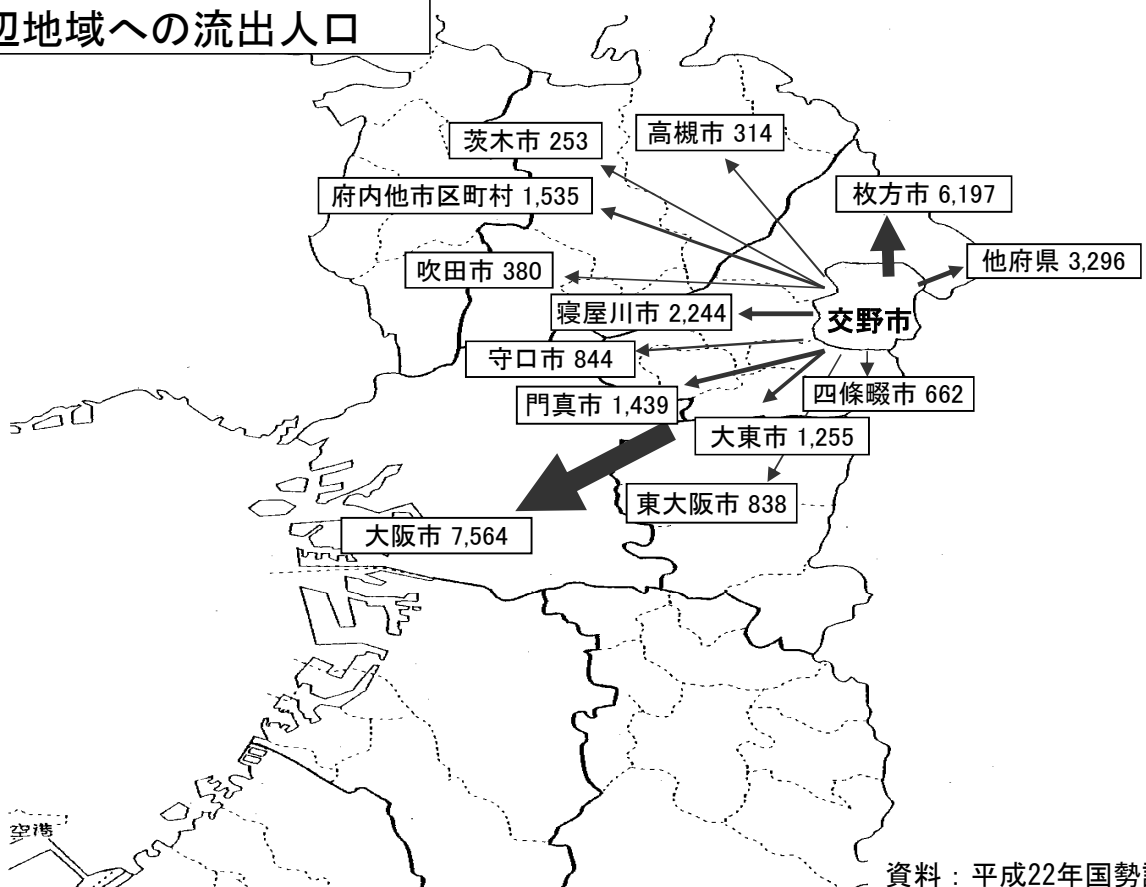 辺地域への流出人口
茨木市 253
高槻市 314
府内他市区町村 1,535
枚方市 6,197
吹田市 380
他府県 3,296
寝屋川市 2,244
交野市
守口市 844
四條畷市 662
門真市 1,439
大東市 1,255
東大阪市 838
大阪市 7,564
空港
資料：平成22年国勢